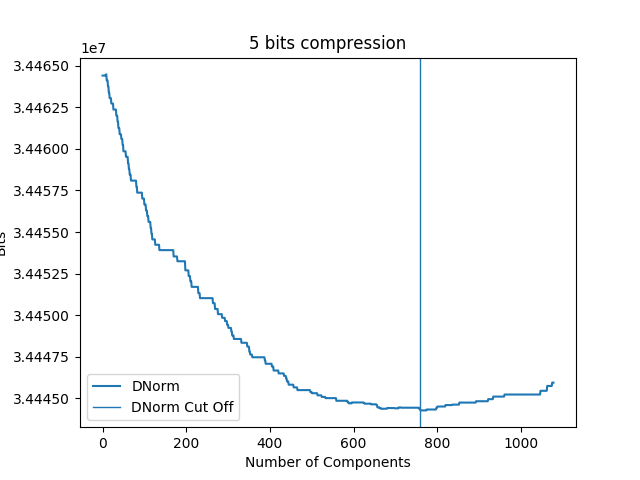 5 bits compression
1e7
3.44650
3.44625
3.44600
3.44575
3.44550
3.44525
3.44500
3.44475
3.44450
Bits
DNorm
DNorm Cut Off
0 200 400 600 800 1000
Number of Components